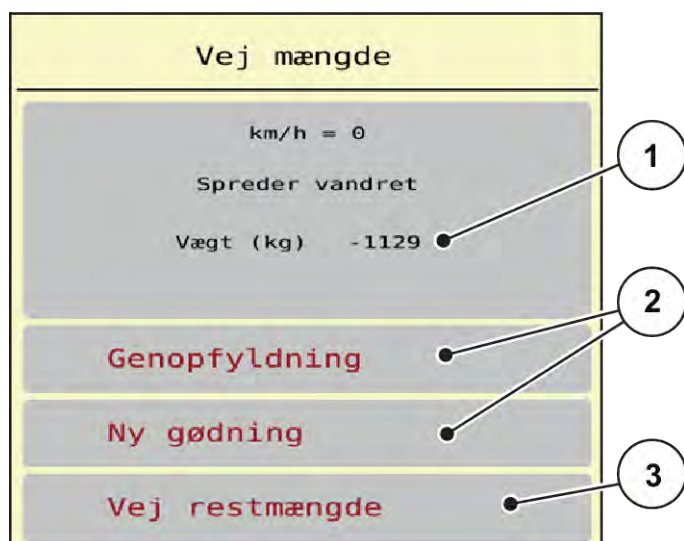 Vej mængde
km/h = 0
1
Spreder vandret
Vægt (kg) -1129
2
Genopfyldning
Ny gødning
3
Vej restmængde